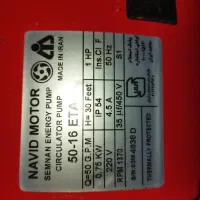 NAVID MOTOR
SEMNAN ENERGY PUMP
CIRCULATOR PUMP
50-16 ETA
MADE IN IRAN
Q=50 G.P.M
H= 30 Feet
1 HP
Ins.Cl F
0.75 KW
IP 54
50 Hz
220 V
4.5 A
S1
RPM 1370
35 µf/450 V
THERMALLY PROTECTED